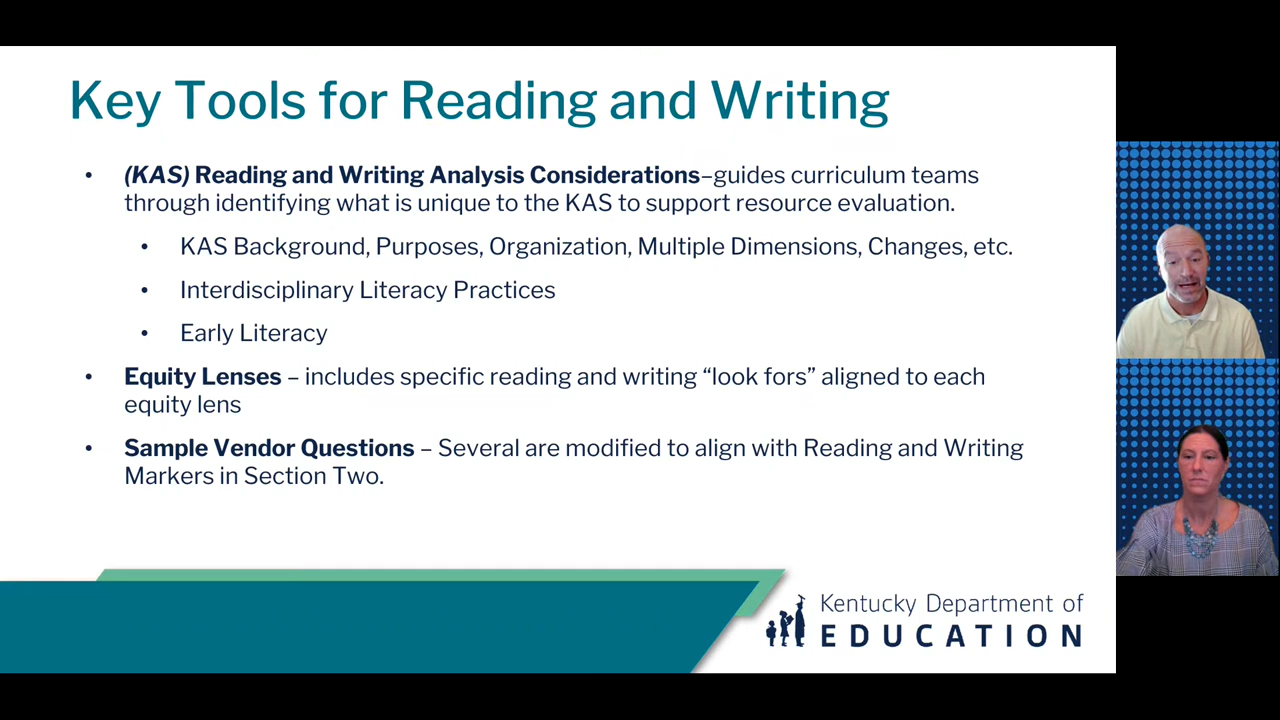 Key Tools for Reading and Writing
• (KAS) Reading and Writing Analysis Considerations–guides curriculum teams
through identifying what is unique to the KAS to support resource evaluation.
• KAS Background, Purposes, Organization, Multiple Dimensions, Changes, etc.
• Interdisciplinary Literacy Practices
• Early Literacy
• Equity Lenses – includes specific reading and writing “look fors” aligned to each
equity lens
• Sample Vendor Questions – Several are modified to align with Reading and Writing
Markers in Section Two.
Kentucky Department of
EDUCATION